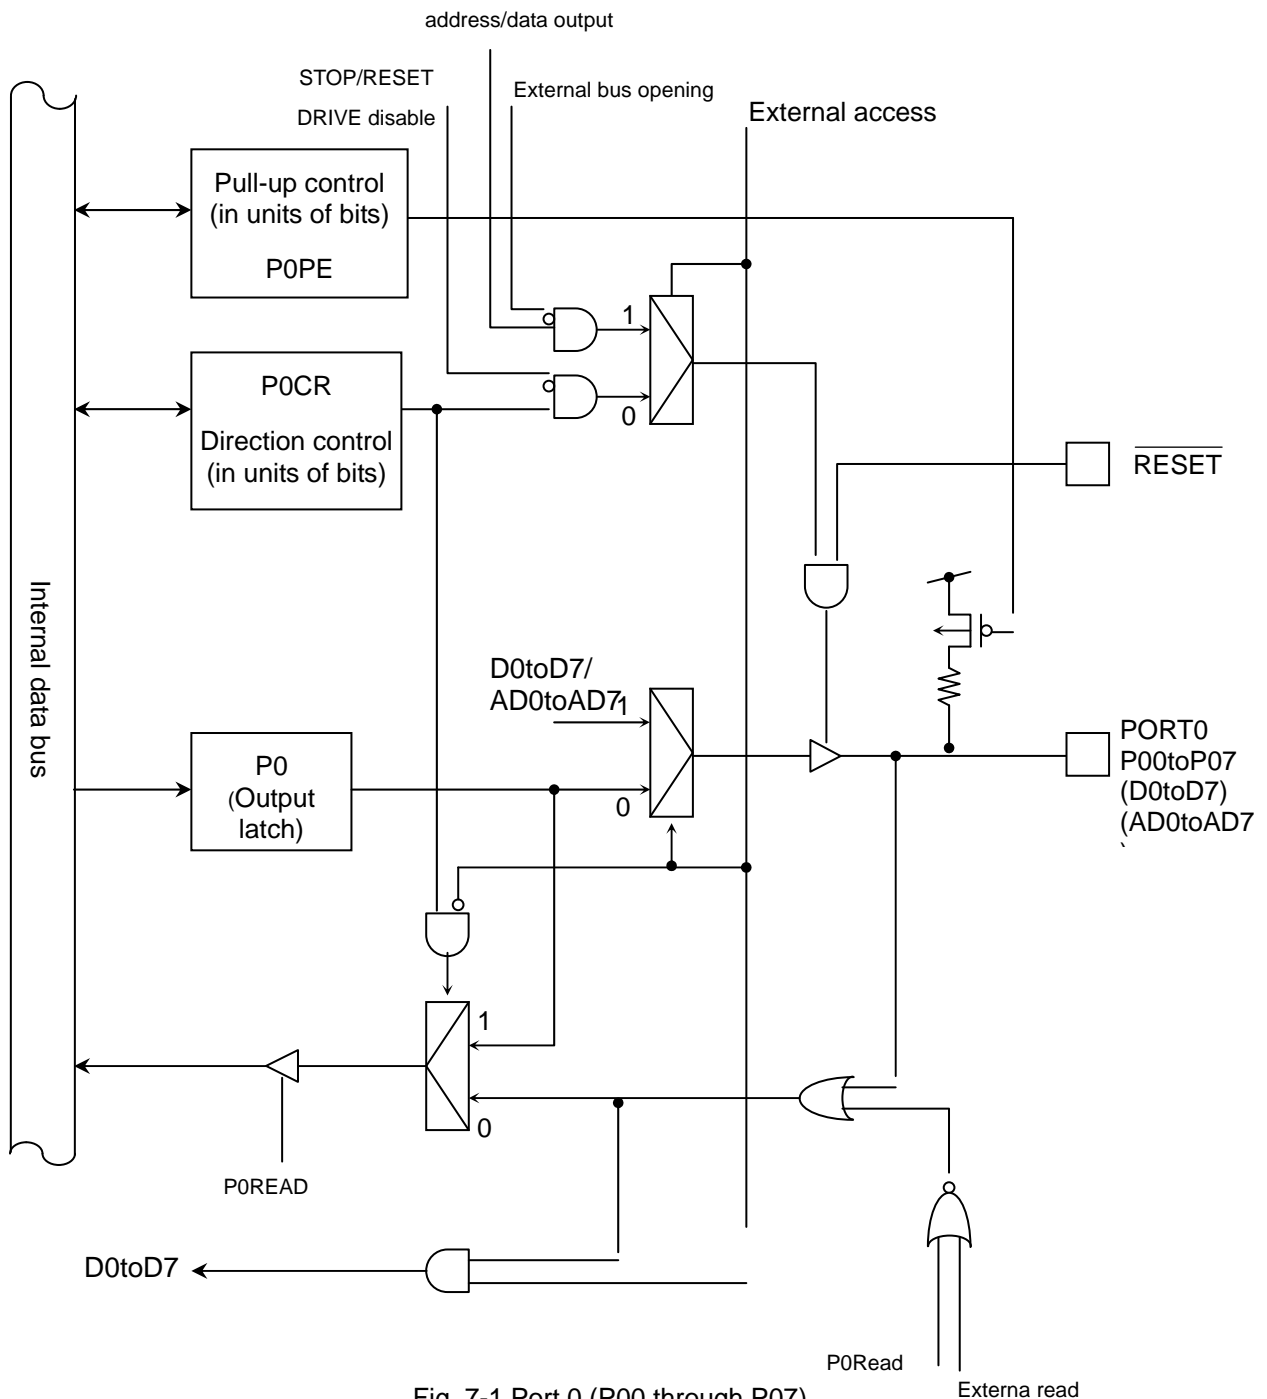 address/data output
STOP/RESET
External bus opening
DRIVE disable
External access
Pull-up control
(in units of bits)
P0PE
1
P0CR
0
Direction control
(in units of bits)
RESET
Internal data bus
D0toD7/
AD0toAD7
1
PORT0
P00toP07
(D0toD7)
(AD0toAD7
P0
(Output
latch)
0
1
0
P0READ
D0toD7
P0Read
Externa read
Fig. 7-1 Port 0 (P00 through P07)